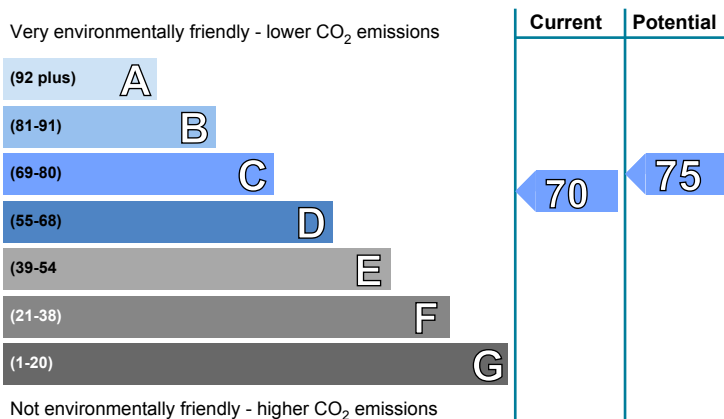 Very environmentally friendly - lower CO2 emissions
Current Potential
(92 plus) A
(81-91) B
(69-80) C
(55-68) D
(39-54 E
(21-38) F
(1-20) G
70 75
Not environmentally friendly - higher CO2 emissions